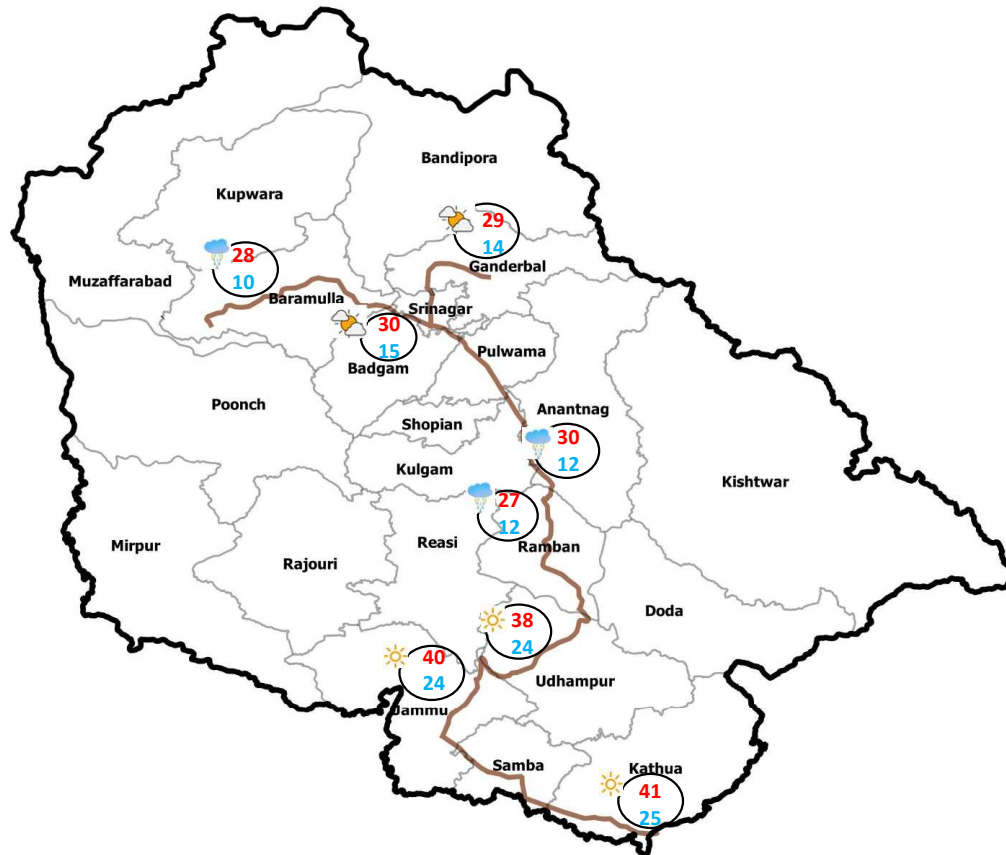 Bandipora
Kupwara
29
14
28
10
Ganderbal
Muzaffarabad
Baramulla
Srinagar
30
15
Pulwama
Badgam
Poonch
Anantnag
Shopian
30
12
Kulgam
Kishtwar
27
12
Reasi
Ramban
Mirpur
Rajouri
Doda
38
24
40
24
Udhampur
Jammu
Samba
Kathua
41
25